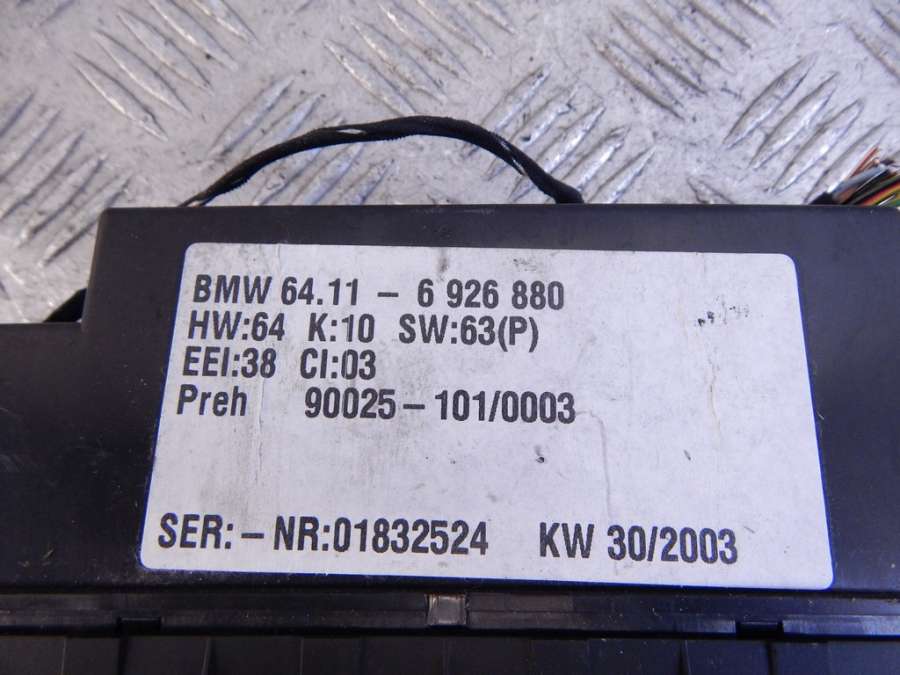 BMW 64.11 – 6 926 880
HW:64 K:10 SW:63(P)
EEI:38 CI:03
Preh 90025 – 101/0003
SER: – NR:01832524 KW 30/2003